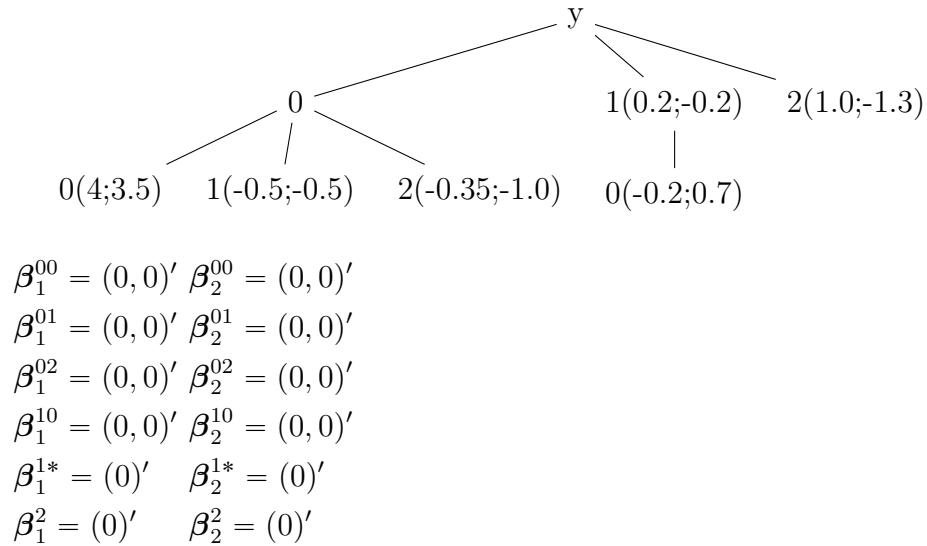 y
0 1(0.2;-0.2) 2(1.0;-1.3)
0(4;3.5) 1(-0.5;-0.5) 2(-0.35;-1.0) 0(-0.2;0.7)
𝜷₁⁰⁰ = (0, 0)′ 𝜷₂⁰⁰ = (0, 0)′
𝜷₁⁰¹ = (0, 0)′ 𝜷₂⁰¹ = (0, 0)′
𝜷₁⁰² = (0, 0)′ 𝜷₂⁰² = (0, 0)′
𝜷₁¹⁰ = (0, 0)′ 𝜷₂¹⁰ = (0, 0)′
𝜷₁¹* = (0)′ 𝜷₂¹* = (0)′
𝜷₁² = (0)′ 𝜷₂² = (0)′